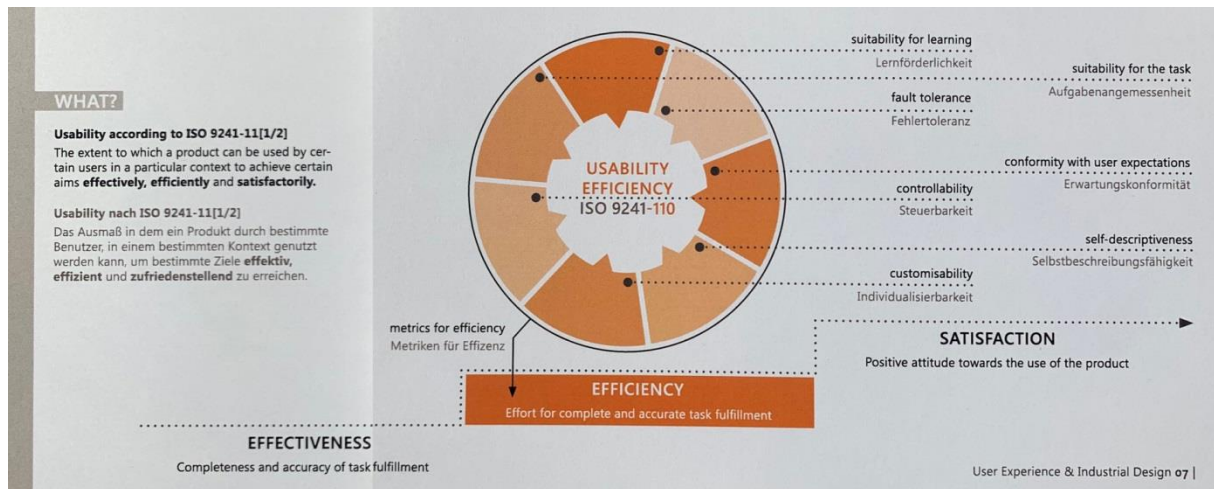 WHAT?
Usability according to ISO 9241-11[1/2]
The extent to which a product can be used by cer-
tain users in a particular context to achieve certain
aims effectively, efficiently and satisfactorily.
Usability nach ISO 9241-11[1/2]
Das Ausmaß in dem ein Produkt durch bestimmte
Benutzer, in einem bestimmten Kontext genutzt
werden kann, um bestimmte Ziele effektiv,
effizient und zufriedenstellend zu erreichen.
USABILITY
EFFICIENCY
ISO 9241-110
suitability for learning
Lernförderlichkeit
suitability for the task
Aufgabenangemessenheit
fault tolerance
Fehlertoleranz
conformity with user expectations
Erwartungskonformität
controllability
Steuerbarkeit
self-descriptiveness
Selbstbeschreibungsfähigkeit
customisability
Individualisierbarkeit
metrics for efficiency
Metriken für Effizenz
SATISFACTION
Positive attitude towards the use of the product
EFFICIENCY
Effort for complete and accurate task fulfillment
EFFECTIVENESS
Completeness and accuracy of task fulfillment
User Experience & Industrial Design 07 |